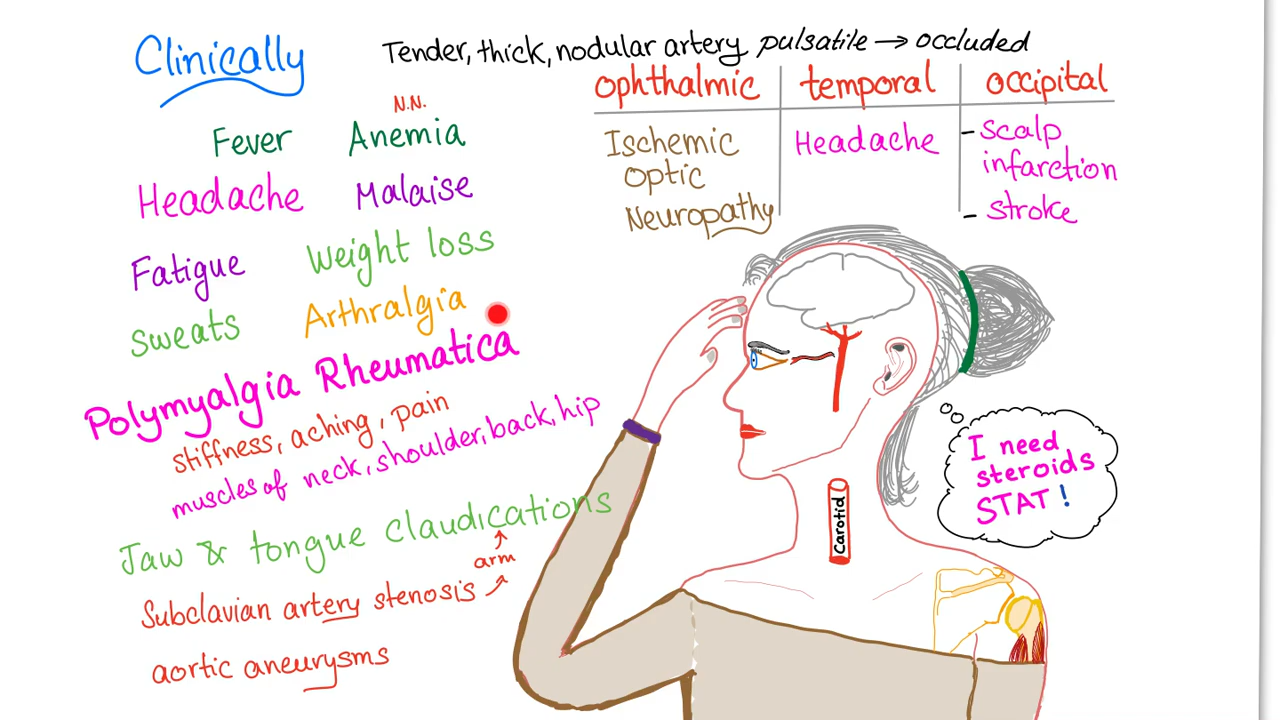 Clinically
Tender, thick, nodular artery pulsatile → occluded
ophthalmic temporal occipital
Ischemic Optic Neuropathy
Headache
- Scalp infarction
- stroke
N.N.
Fever Anemia
Headache Malaise
Fatigue Weight loss
Sweats Arthralgia
Polymyalgia Rheumatica
stiffness, aching, pain
muscles of neck, shoulder, back, hip
Jaw & tongue claudications
arm
Subclavian artery stenosis
aortic aneurysms
Carotid
I need
steroids
STAT!